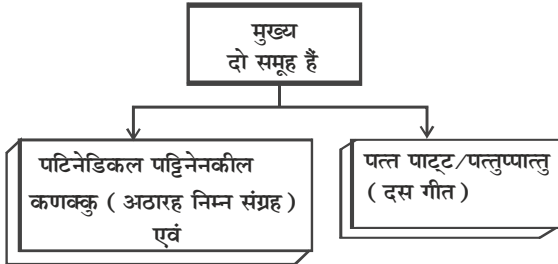 मुख्य
दो समूह हैं
पटिनेडिकल पट्टिनेनकील
कणक्कु ( अठारह निम्न संग्रह )
एवं
पत्त पाट्ट/पत्तुप्पात्तु
( दस गीत )